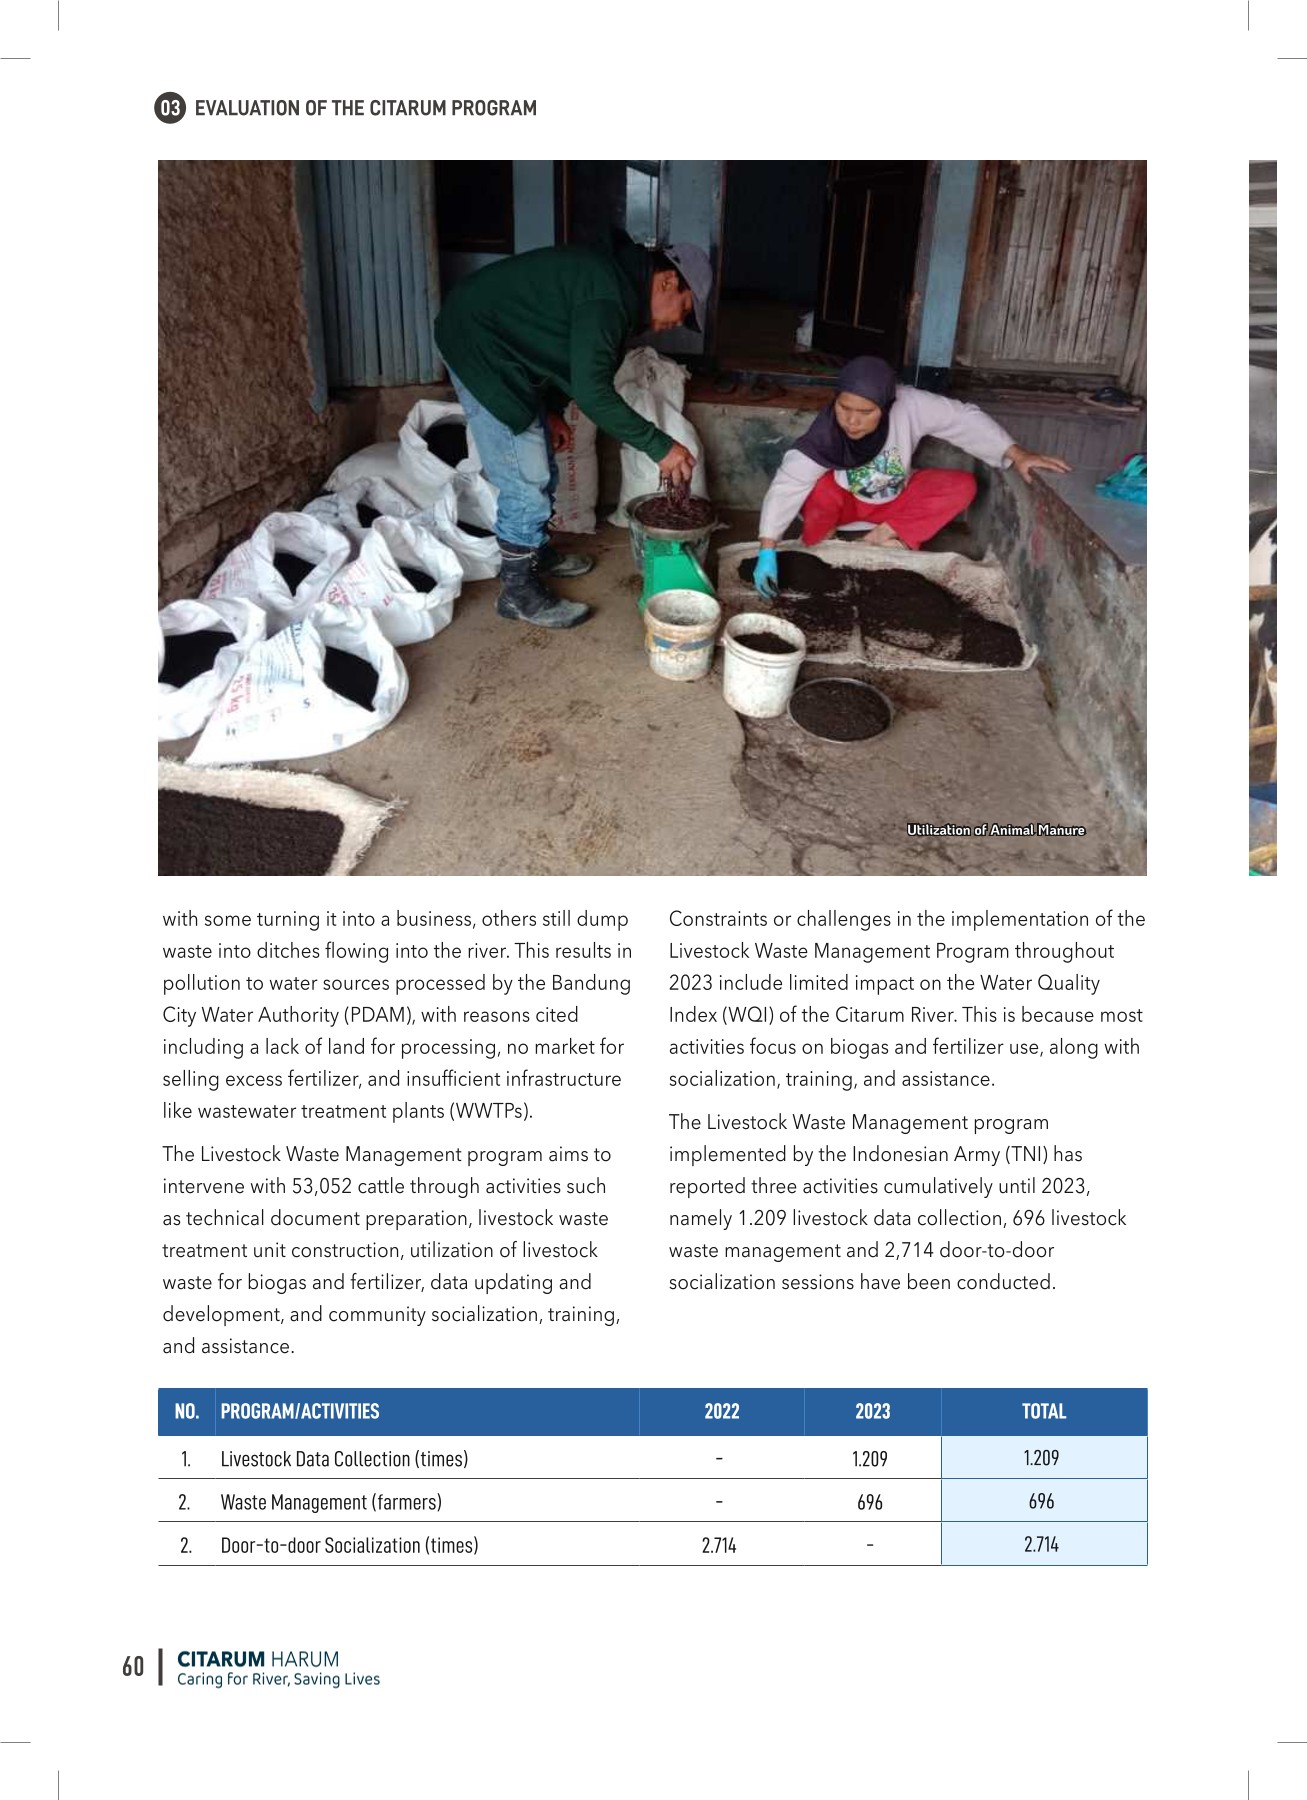 03 EVALUATION OF THE CITARUM PROGRAM
25 kg
Utilization of Animal Manure
with some turning it into a business, others still dump
waste into ditches flowing into the river. This results in
pollution to water sources processed by the Bandung
City Water Authority (PDAM), with reasons cited
including a lack of land for processing, no market for
selling excess fertilizer, and insufficient infrastructure
like wastewater treatment plants (WWTPs).
The Livestock Waste Management program aims to
intervene with 53,052 cattle through activities such
as technical document preparation, livestock waste
treatment unit construction, utilization of livestock
waste for biogas and fertilizer, data updating and
development, and community socialization, training,
and assistance.
Constraints or challenges in the implementation of the
Livestock Waste Management Program throughout
2023 include limited impact on the Water Quality
Index (WQI) of the Citarum River. This is because most
activities focus on biogas and fertilizer use, along with
socialization, training, and assistance.
The Livestock Waste Management program
implemented by the Indonesian Army (TNI) has
reported three activities cumulatively until 2023,
namely 1.209 livestock data collection, 696 livestock
waste management and 2,714 door-to-door
socialization sessions have been conducted.
NO. PROGRAM/ACTIVITIES 2022 2023 TOTAL
1. Livestock Data Collection (times) - 1.209 1.209
2. Waste Management (farmers) - 696 696
2. Door-to-door Socialization (times) 2.714 - 2.714
60 CITARUM HARUM
Caring for River, Saving Lives